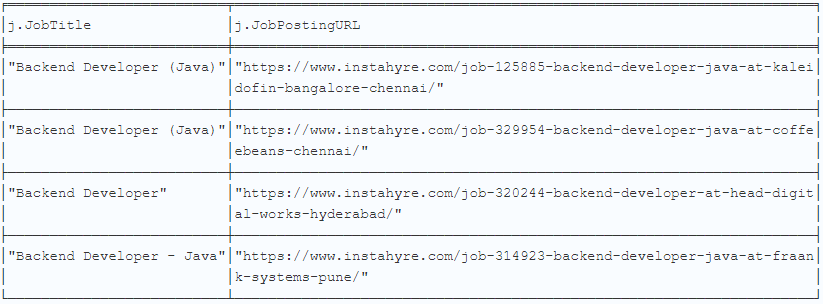 j.JobTitle j.JobPostingURL
"Backend Developer (Java)" "https://www.instahyre.com/job-125885-backend-developer-java-at-kalei
dofin-bangalore-chennai/"
"Backend Developer (Java)" "https://www.instahyre.com/job-329954-backend-developer-java-at-coffe
ebeans-chennai/"
"Backend Developer" "https://www.instahyre.com/job-320244-backend-developer-at-head-digit
al-works-hyderabad/"
"Backend Developer - Java" "https://www.instahyre.com/job-314923-backend-developer-java-at-fraan
k-systems-pune/"